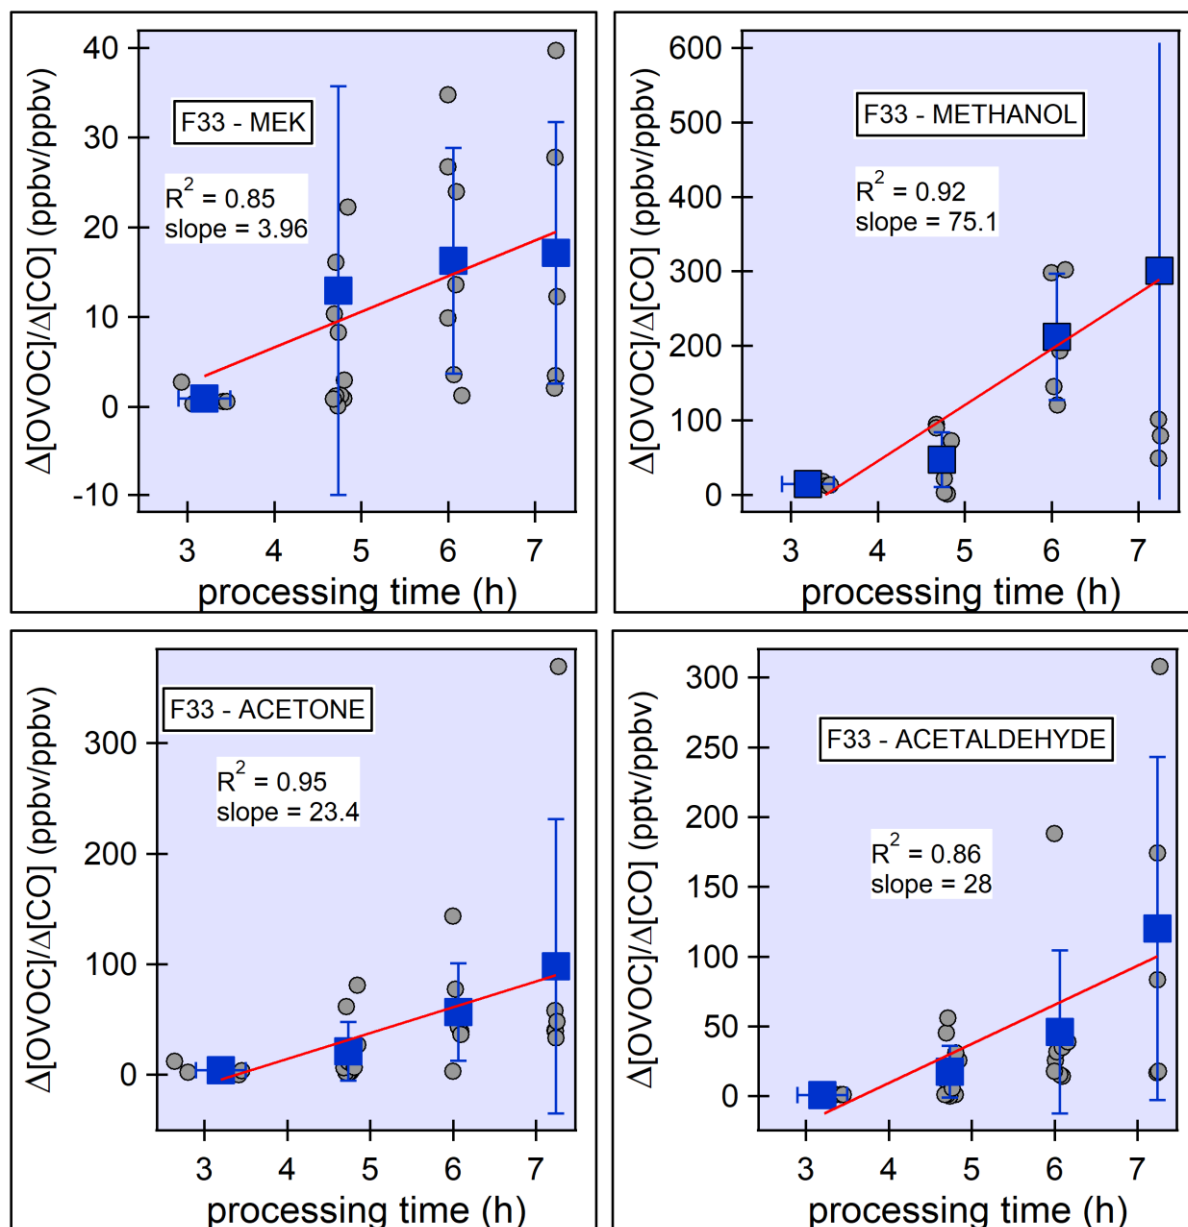 Δ[OVOC]/Δ[CO] (ppbv/ppbv)
40
30
20
10
0
-10
F33 - MEK
R² = 0.85
slope = 3.96
3 4 5 6 7
processing time (h)
Δ[OVOC]/Δ[CO] (ppbv/ppbv)
600
500
400
300
200
100
0
F33 - METHANOL
R² = 0.92
slope = 75.1
3 4 5 6 7
processing time (h)
Δ[OVOC]/Δ[CO] (ppbv/ppbv)
300
200
100
0
F33 - ACETONE
R² = 0.95
slope = 23.4
3 4 5 6 7
processing time (h)
Δ[OVOC]/Δ[CO] (pptv/ppbv)
300
250
200
150
100
50
0
F33 - ACETALDEHYDE
R² = 0.86
slope = 28
3 4 5 6 7
processing time (h)